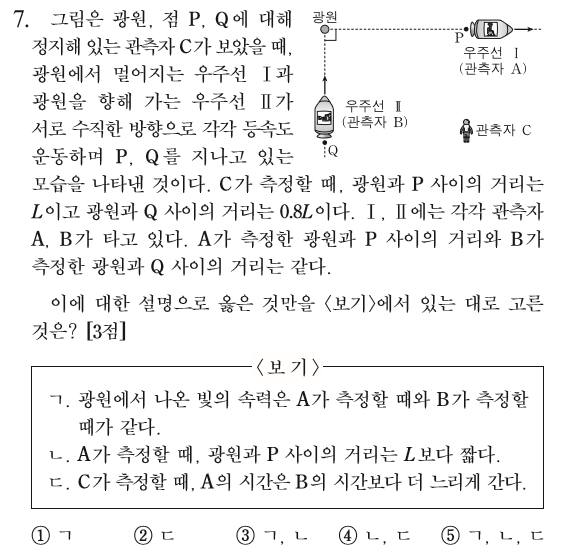 7. 그림은 광원, 점 P, Q에 대해
정지해 있는 관측자 C가 보았을 때,
광원에서 멀어지는 우주선 Ⅰ과
광원을 향해 가는 우주선 Ⅱ가
서로 수직한 방향으로 각각 등속도
운동하며 P, Q를 지나고 있는
모습을 나타낸 것이다. C가 측정할 때, 광원과 P 사이의 거리는
L이고 광원과 Q 사이의 거리는 0.8L이다. Ⅰ, Ⅱ에는 각각 관측자
A, B가 타고 있다. A가 측정한 광원과 P 사이의 거리와 B가
측정한 광원과 Q 사이의 거리는 같다.
광원
P
우주선 Ⅰ
(관측자 A)
우주선 Ⅱ
(관측자 B)
관측자 C
Q
이에 대한 설명으로 옳은 것만을 〈보기〉에서 있는 대로 고른
것은? [3점]
〈보 기〉
ㄱ. 광원에서 나온 빛의 속력은 A가 측정할 때와 B가 측정할
때가 같다.
ㄴ. A가 측정할 때, 광원과 P 사이의 거리는 L보다 짧다.
ㄷ. C가 측정할 때, A의 시간은 B의 시간보다 더 느리게 간다.
① ㄱ ② ㄷ ③ ㄱ, ㄴ ④ ㄴ, ㄷ ⑤ ㄱ, ㄴ, ㄷ